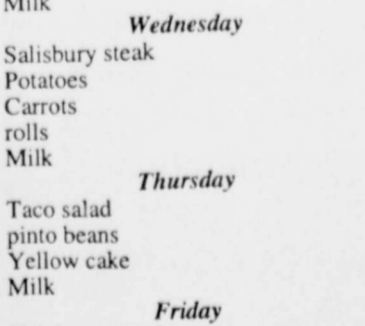 Milk
Wednesday
Salisbury steak
Potatoes
Carrots
rolls
Milk
Thursday
Taco salad
pinto beans
Yellow cake
Milk
Friday